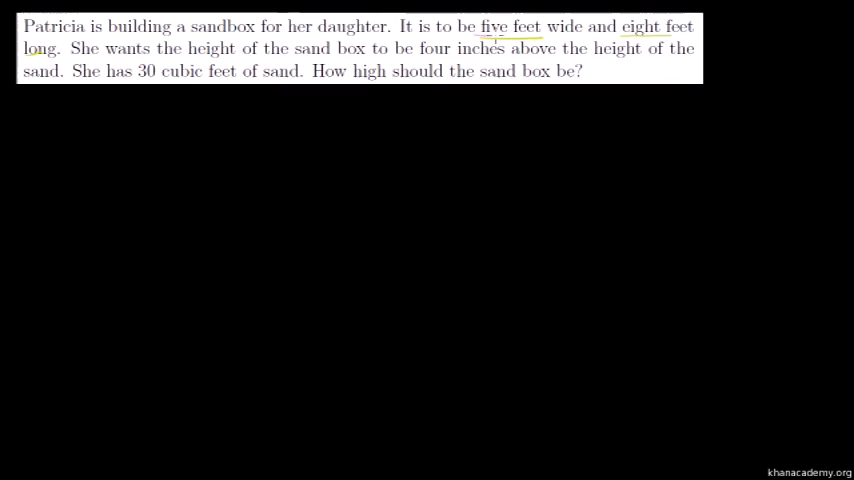 Patricia is building a sandbox for her daughter. It is to be five feet wide and eight feet
long. She wants the height of the sand box to be four inches above the height of the
sand. She has 30 cubic feet of sand. How high should the sand box be?
khanacademy.org